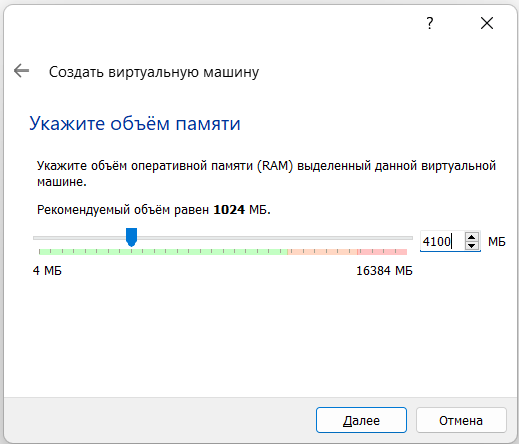 ?
Создать виртуальную машину
Укажите объём памяти
Укажите объём оперативной памяти (RAM) выделенный данной виртуальной
машине.
Рекомендуемый объём равен 1024 МБ.
4100 МБ
4 МБ 16384 МБ
Далее Отмена